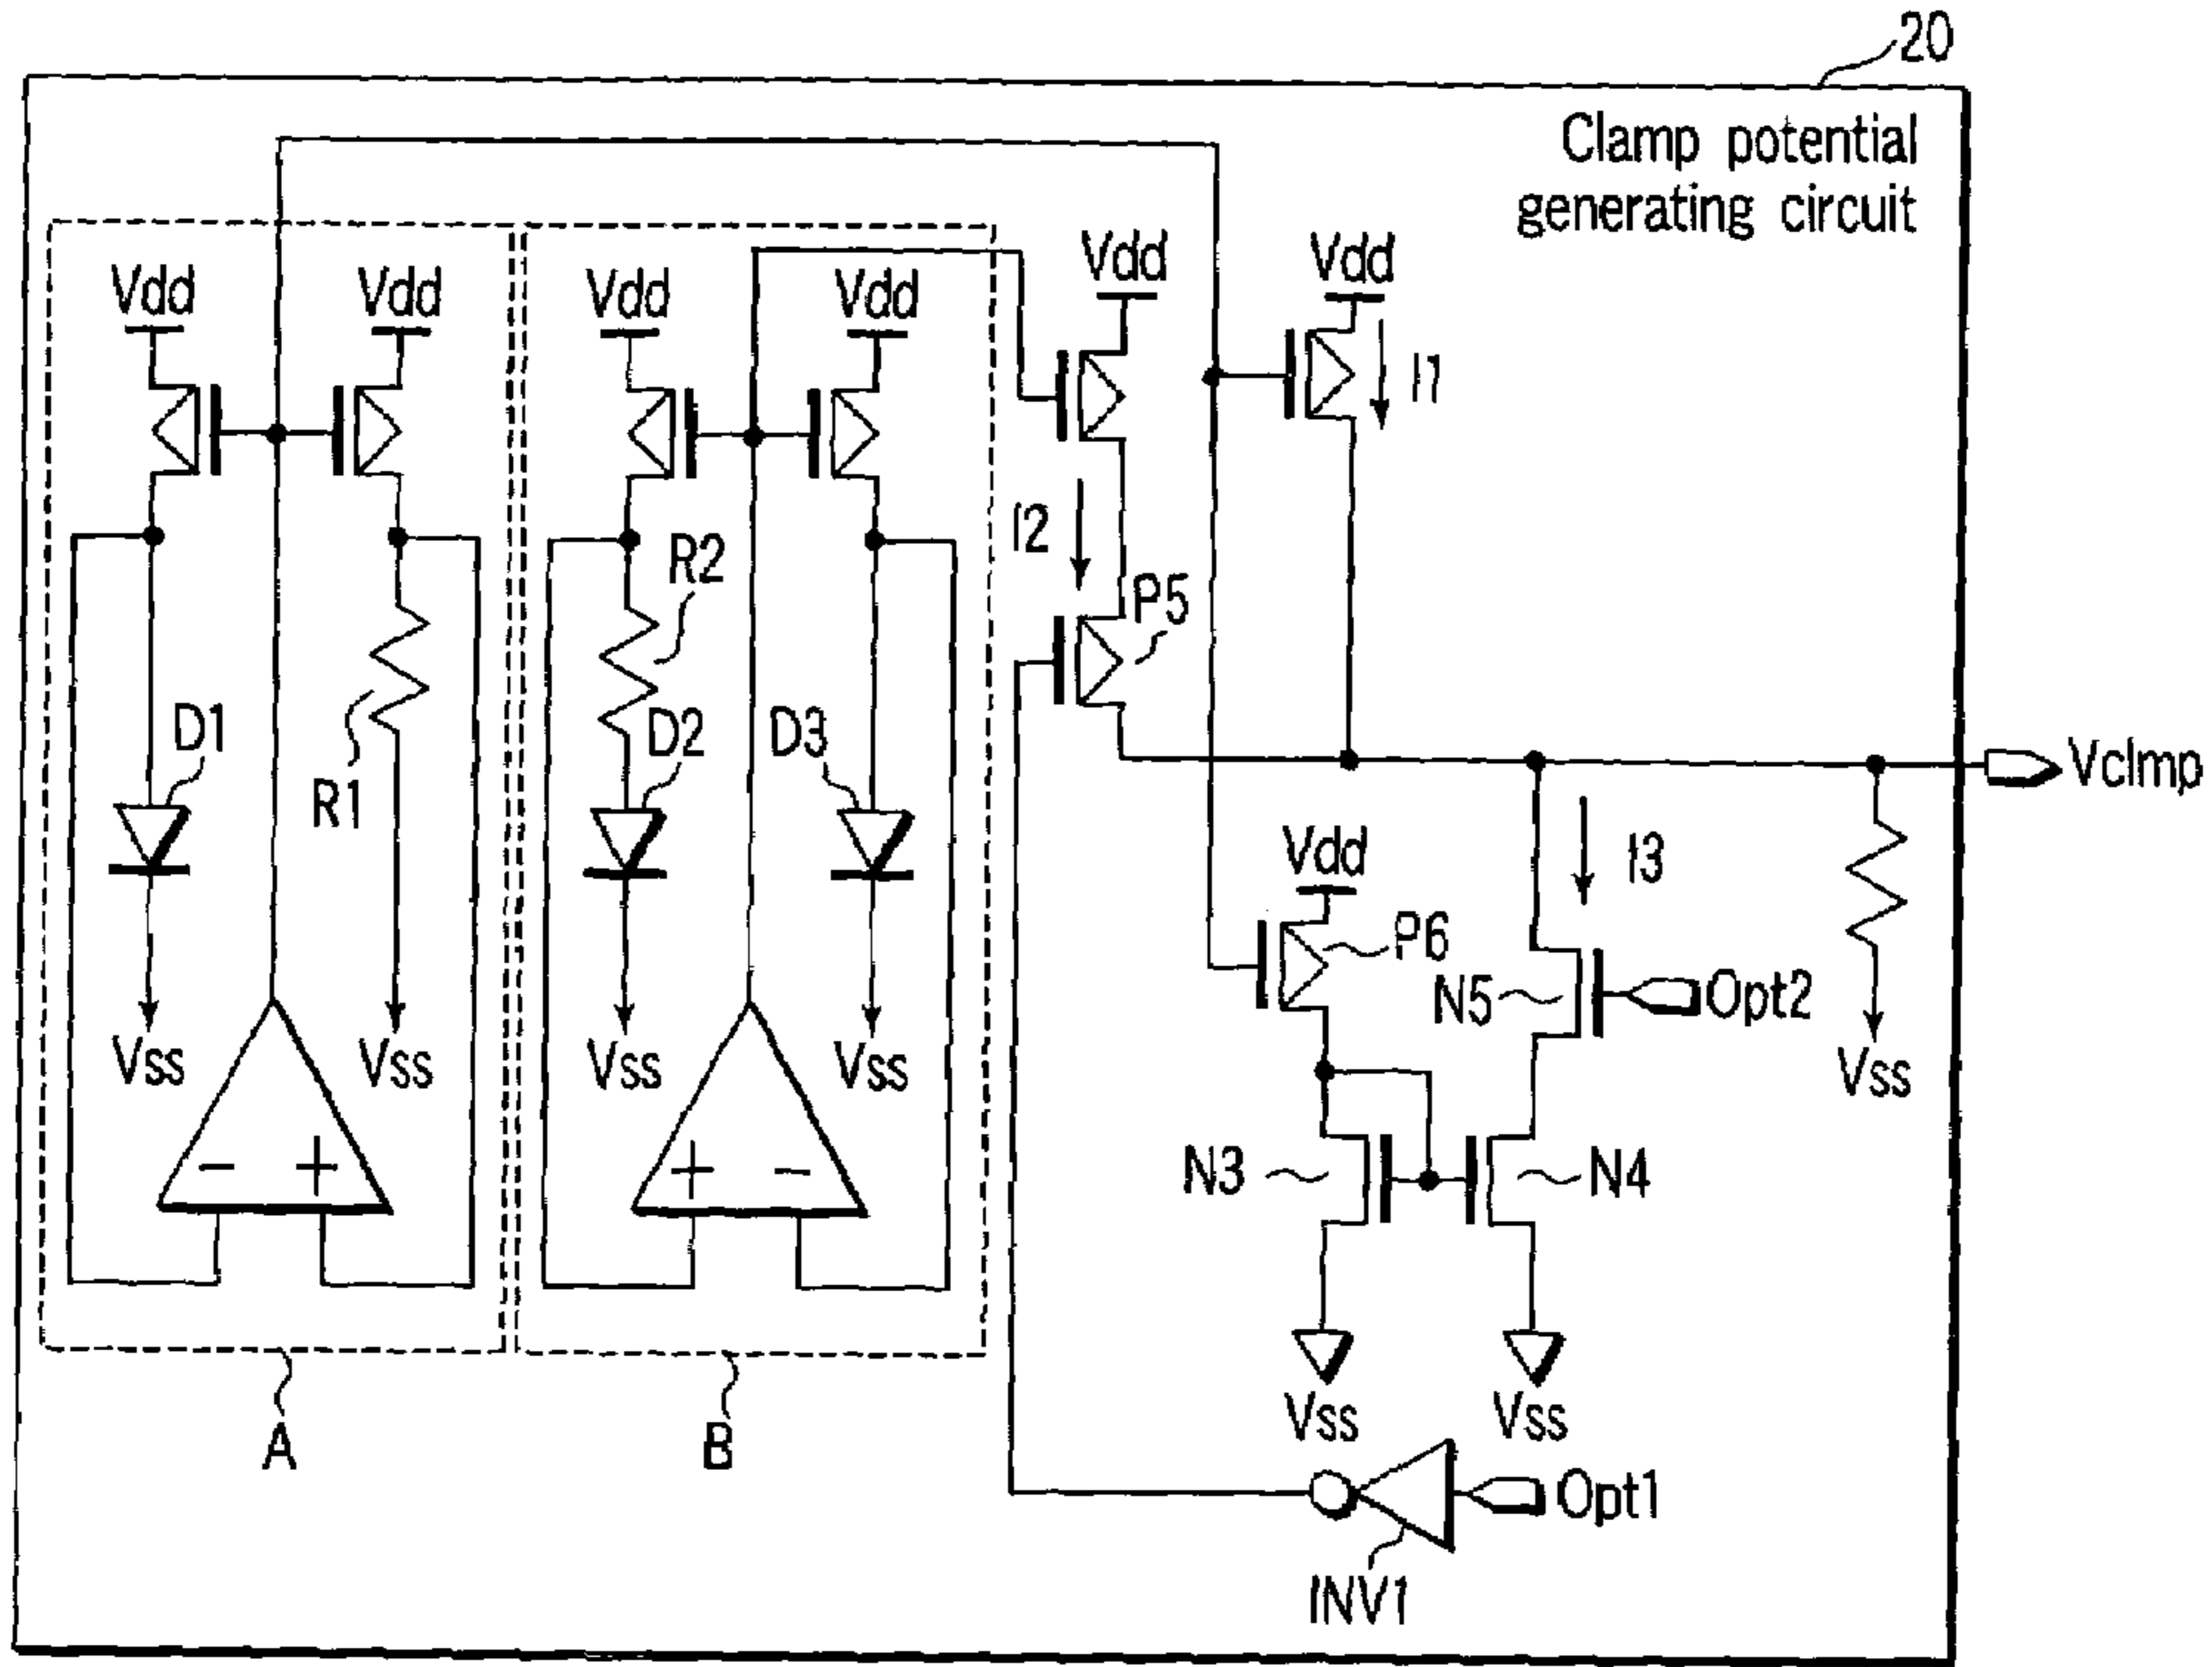 20
Clamp potential
generating circuit
Vdd
Vdd
Vdd
Vdd
Vdd
Vdd
I1
I2
R2
P5
D1
D2
D3
R1
Vclmp
Vdd
I3
P6
N5
Opt2
Vss
Vss
Vss
Vss
Vss
− +
+ −
N3
N4
Vss
Vss
A
B
Opt1
INV1